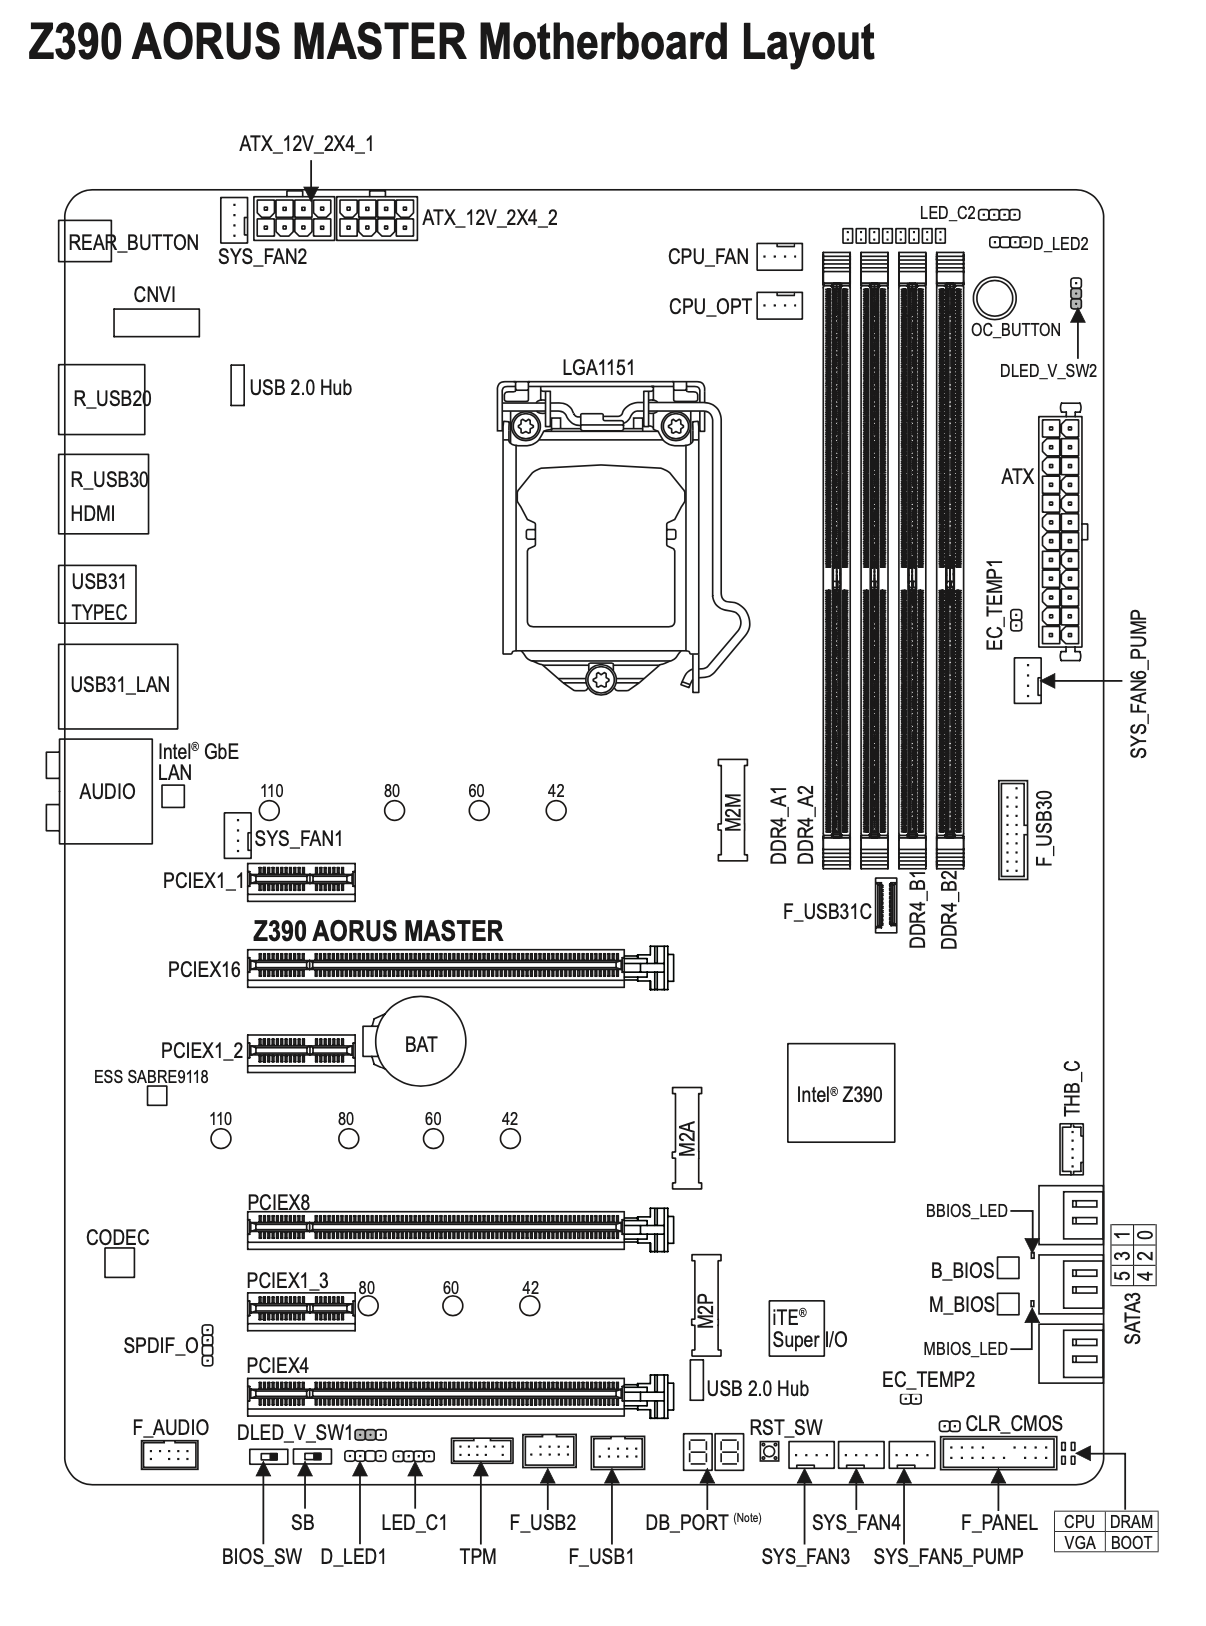 Z390 AORUS MASTER Motherboard Layout
ATX_12V_2X4_1
ATX_12V_2X4_2
LED_C2
REAR_BUTTON
SYS_FAN2
CPU_FAN
D_LED2
CNVI
CPU_OPT
OC_BUTTON
DLED_V_SW2
LGA1151
R_USB20
USB 2.0 Hub
R_USB30
HDMI
ATX
USB31
TYPEC
EC_TEMP1
SYS_FAN6_PUMP
USB31_LAN
Intel® GbE
LAN
AUDIO
110
80
60
42
M2M
DDR4_A1
DDR4_A2
F_USB30
SYS_FAN1
PCIEX1_1
F_USB31C
DDR4_B1
DDR4_B2
Z390 AORUS MASTER
PCIEX16
PCIEX1_2
BAT
ESS SABRE9118
Intel® Z390
THB_C
110
80
60
42
M2A
PCIEX8
BBIOS_LED
CODEC
B_BIOS
5 3 1
4 2 0
SATA3
PCIEX1_3
80
60
42
M2P
M_BIOS
iTE®
Super I/O
SPDIF_O
MBIOS_LED
PCIEX4
USB 2.0 Hub
EC_TEMP2
F_AUDIO
DLED_V_SW1
RST_SW
CLR_CMOS
SB
LED_C1
F_USB2
DB_PORT (Note)
SYS_FAN4
F_PANEL
CPU DRAM
VGA BOOT
BIOS_SW
D_LED1
TPM
F_USB1
SYS_FAN3
SYS_FAN5_PUMP